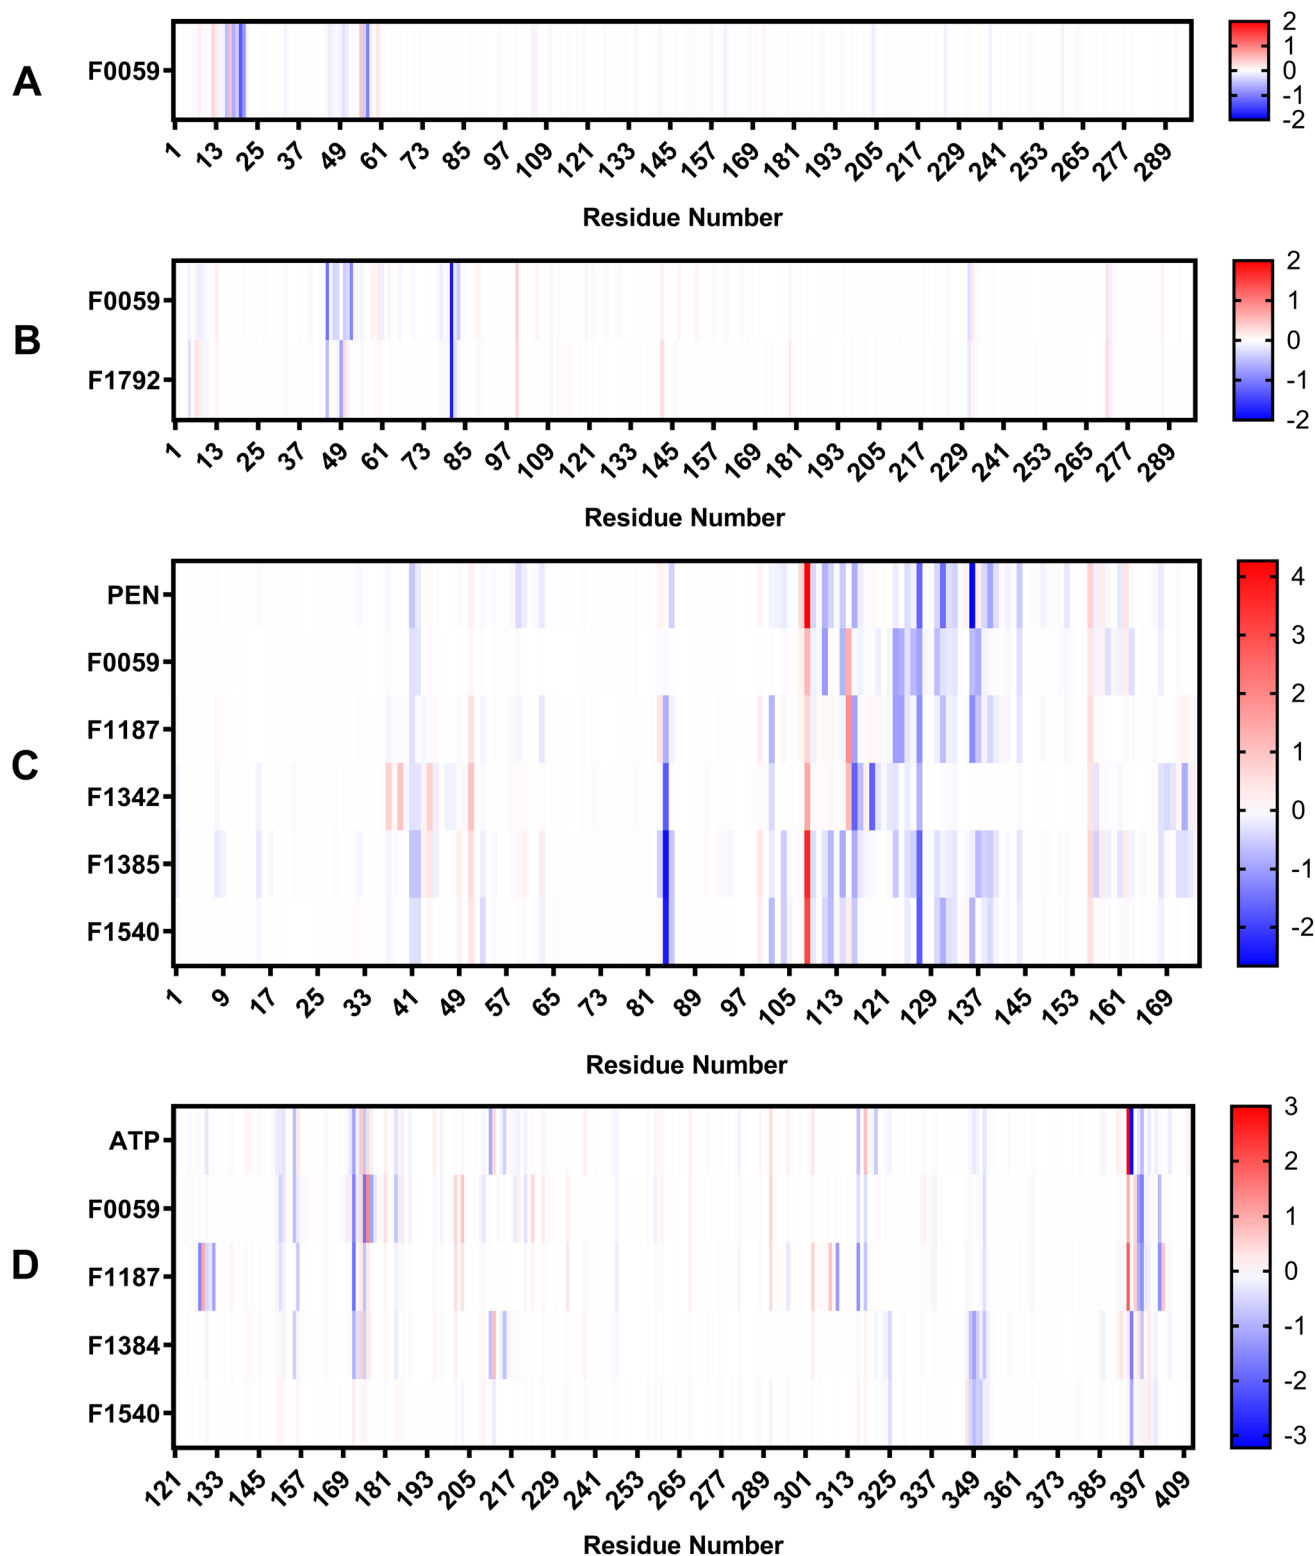 A
F0059
2
1
0
-1
-2
1 13 25 37 49 61 73 85 97 109 121 133 145 157 169 181 193 205 217 229 241 253 265 277 289
Residue Number
B
F0059
F1792
2
1
0
-1
-2
1 13 25 37 49 61 73 85 97 109 121 133 145 157 169 181 193 205 217 229 241 253 265 277 289
Residue Number
C
PEN
F0059
F1187
F1342
F1385
F1540
4
3
2
1
0
-1
-2
1 9 17 25 33 41 49 57 65 73 81 89 97 105 113 121 129 137 145 153 161 169
Residue Number
D
ATP
F0059
F1187
F1384
F1540
3
2
1
0
-1
-2
-3
121 133 145 157 169 181 193 205 217 229 241 253 265 277 289 301 313 325 337 349 361 373 385 397 409
Residue Number